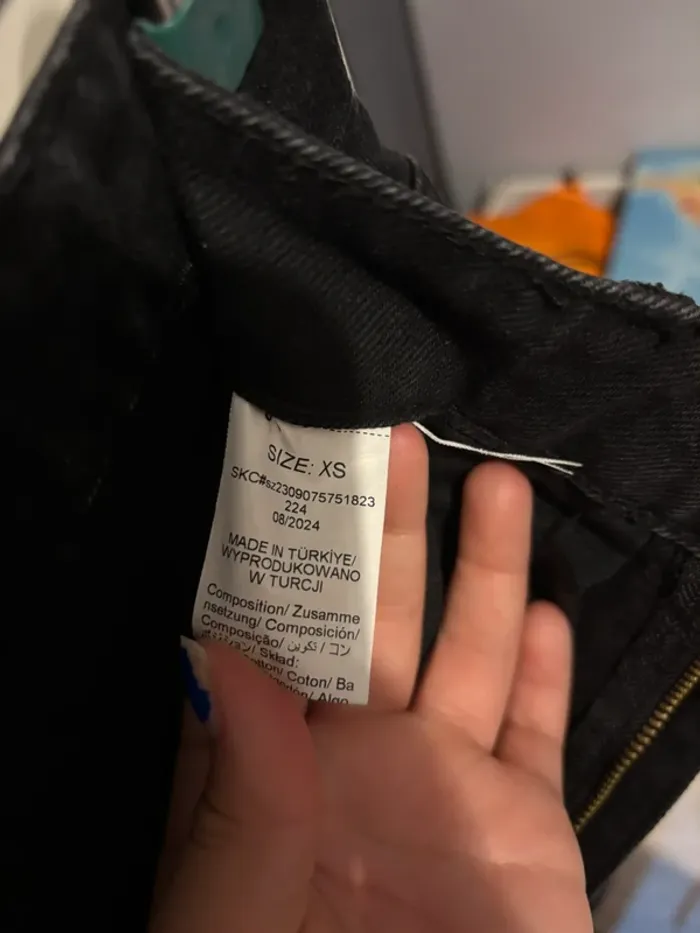 SIZE: XS
SKC#sz2309075751823
224
08/2024
MADE IN TÜRKİYE/
WYPRODUKOWANO
W TURCJI
Composition/ Zusamme
nsetzung/ Composición/
Composição/ تكوين / コン
/ Skład:
Coton/ Ba
Algo